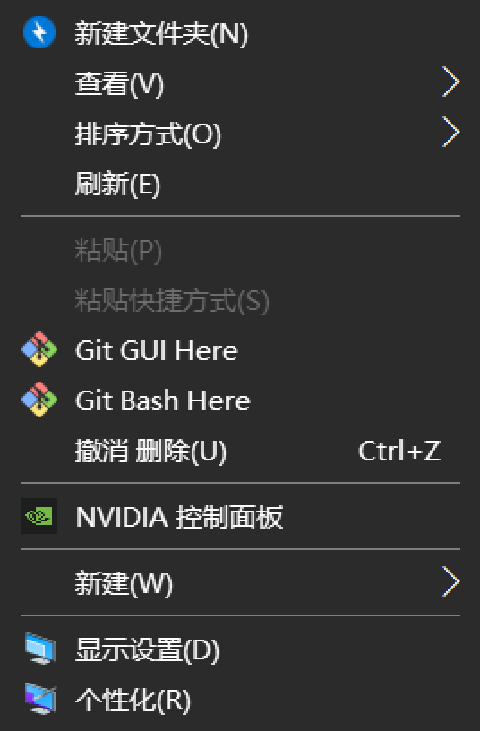 新建文件夹(N)
查看(V)
排序方式(O)
刷新(E)
粘贴(P)
粘贴快捷方式(S)
Git GUI Here
Git Bash Here
撤消 删除(U) Ctrl+Z
NVIDIA 控制面板
新建(W)
显示设置(D)
个性化(R)